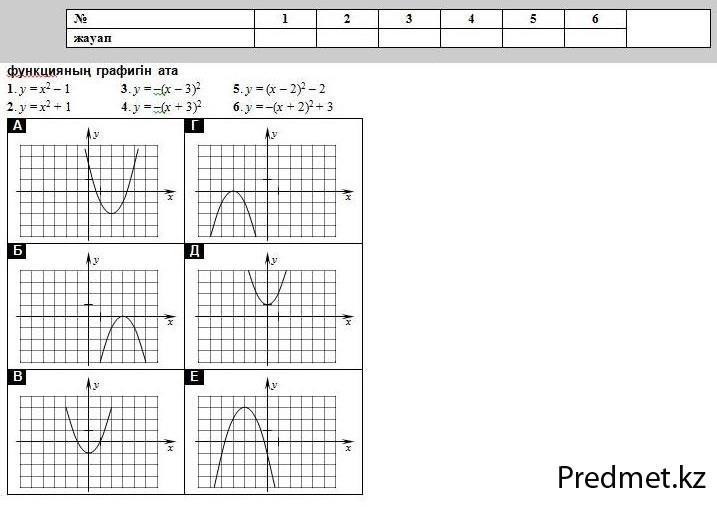 № 1 2 3 4 5 6
жауап
функцияның графигін ата
1. y = x² – 1 3. y = –(x – 3)² 5. y = (x – 2)² – 2
2. y = x² + 1 4. y = –(x + 3)² 6. y = –(x + 2)² + 3
А y x
Г y x
Б y x
Д y x
В y x
Е y x
Predmet.kz